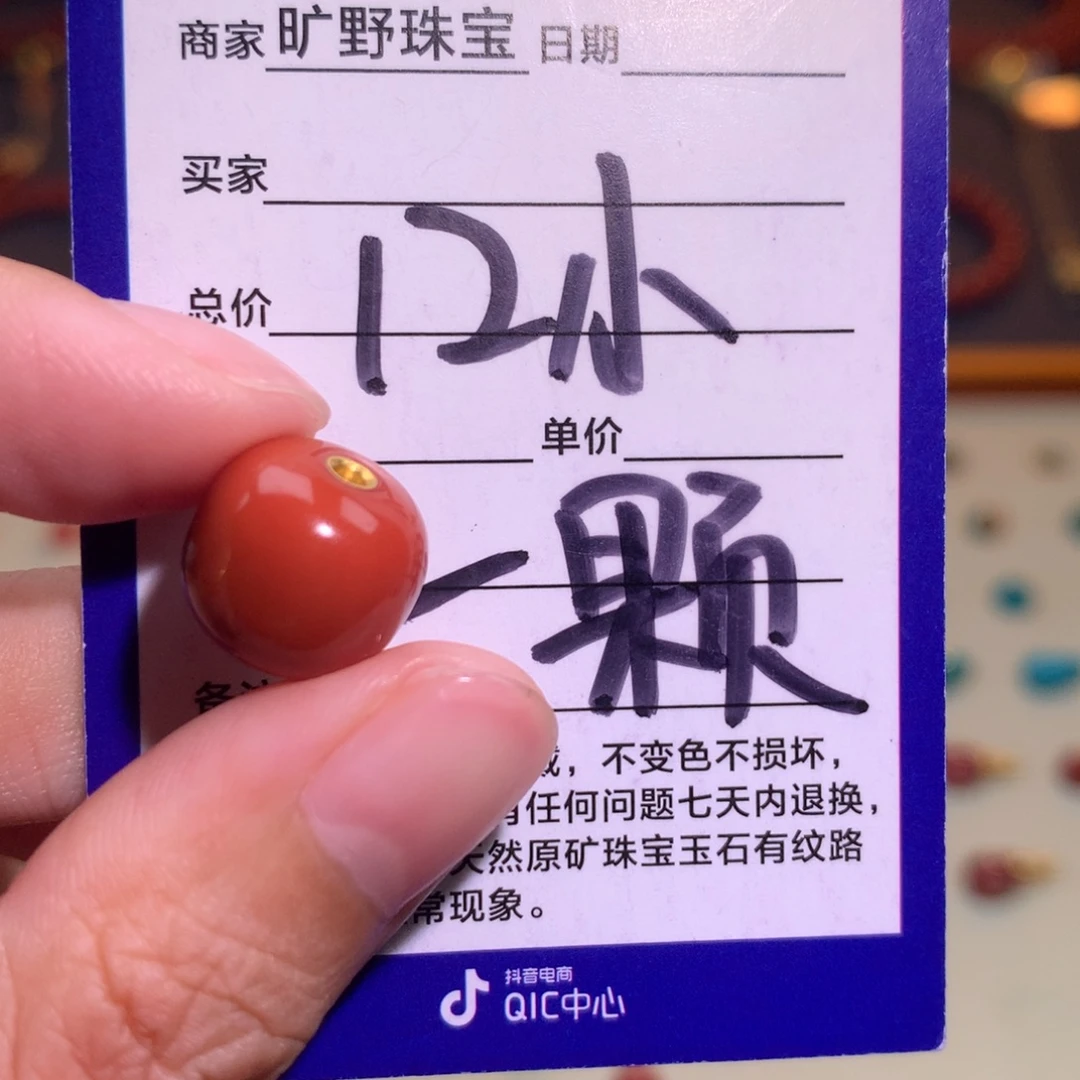 商家 旷野珠宝 日期
买家
总价 12小
单价
一颗
不变色不损坏，
任何问题七天内退换，
天然原矿珠宝玉石有纹路
常现象。
抖音电商
QIC中心